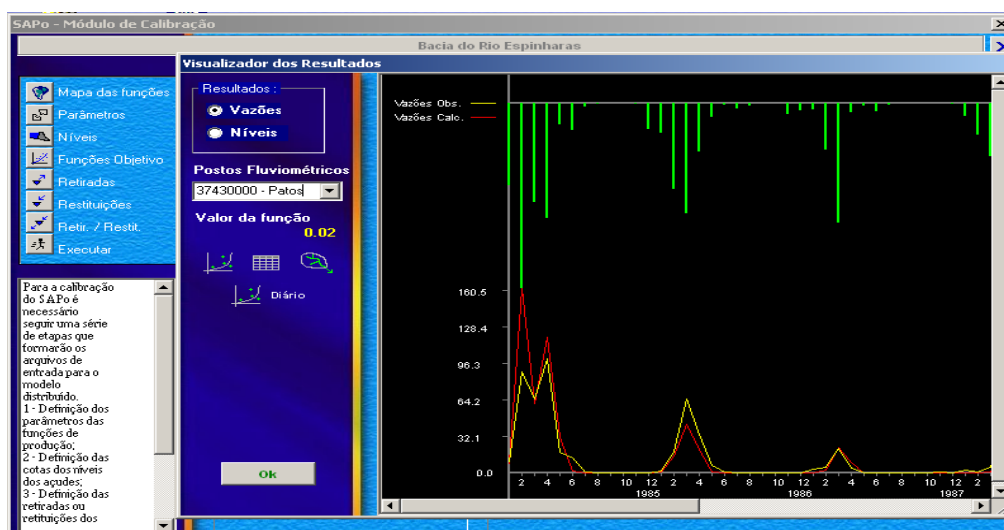 SAPo - Módulo de Calibração
Bacia do Rio Espinharas
Visualizador dos Resultados
Mapa das funções
Parâmetros
Níveis
Funções Objetivo
Retiradas
Restituições
Retir. / Restit.
Executar
Para a calibração
do SAPo é
necessário
seguir uma série
de etapas que
formarão os
arquivos de
entrada para o
modelo
distribuído.
1 - Definição dos
parâmetros das
funções de
produção;
2 - Definição das
cotas dos níveis
dos açudes;
3 - Definição das
retiradas ou
retituições dos
Resultados :
Vazões
Níveis
Postos Fluviométricos
37430000 - Patos
Valor da função
0.02
Diário
Ok
Vazões Obs.
Vazões Calc.
160.5
128.4
96.3
64.2
32.1
0.0
2 4 6 8 10 12 2 4 6 8 10 12 2 4 6 8 10 12 2
1985 1986 1987